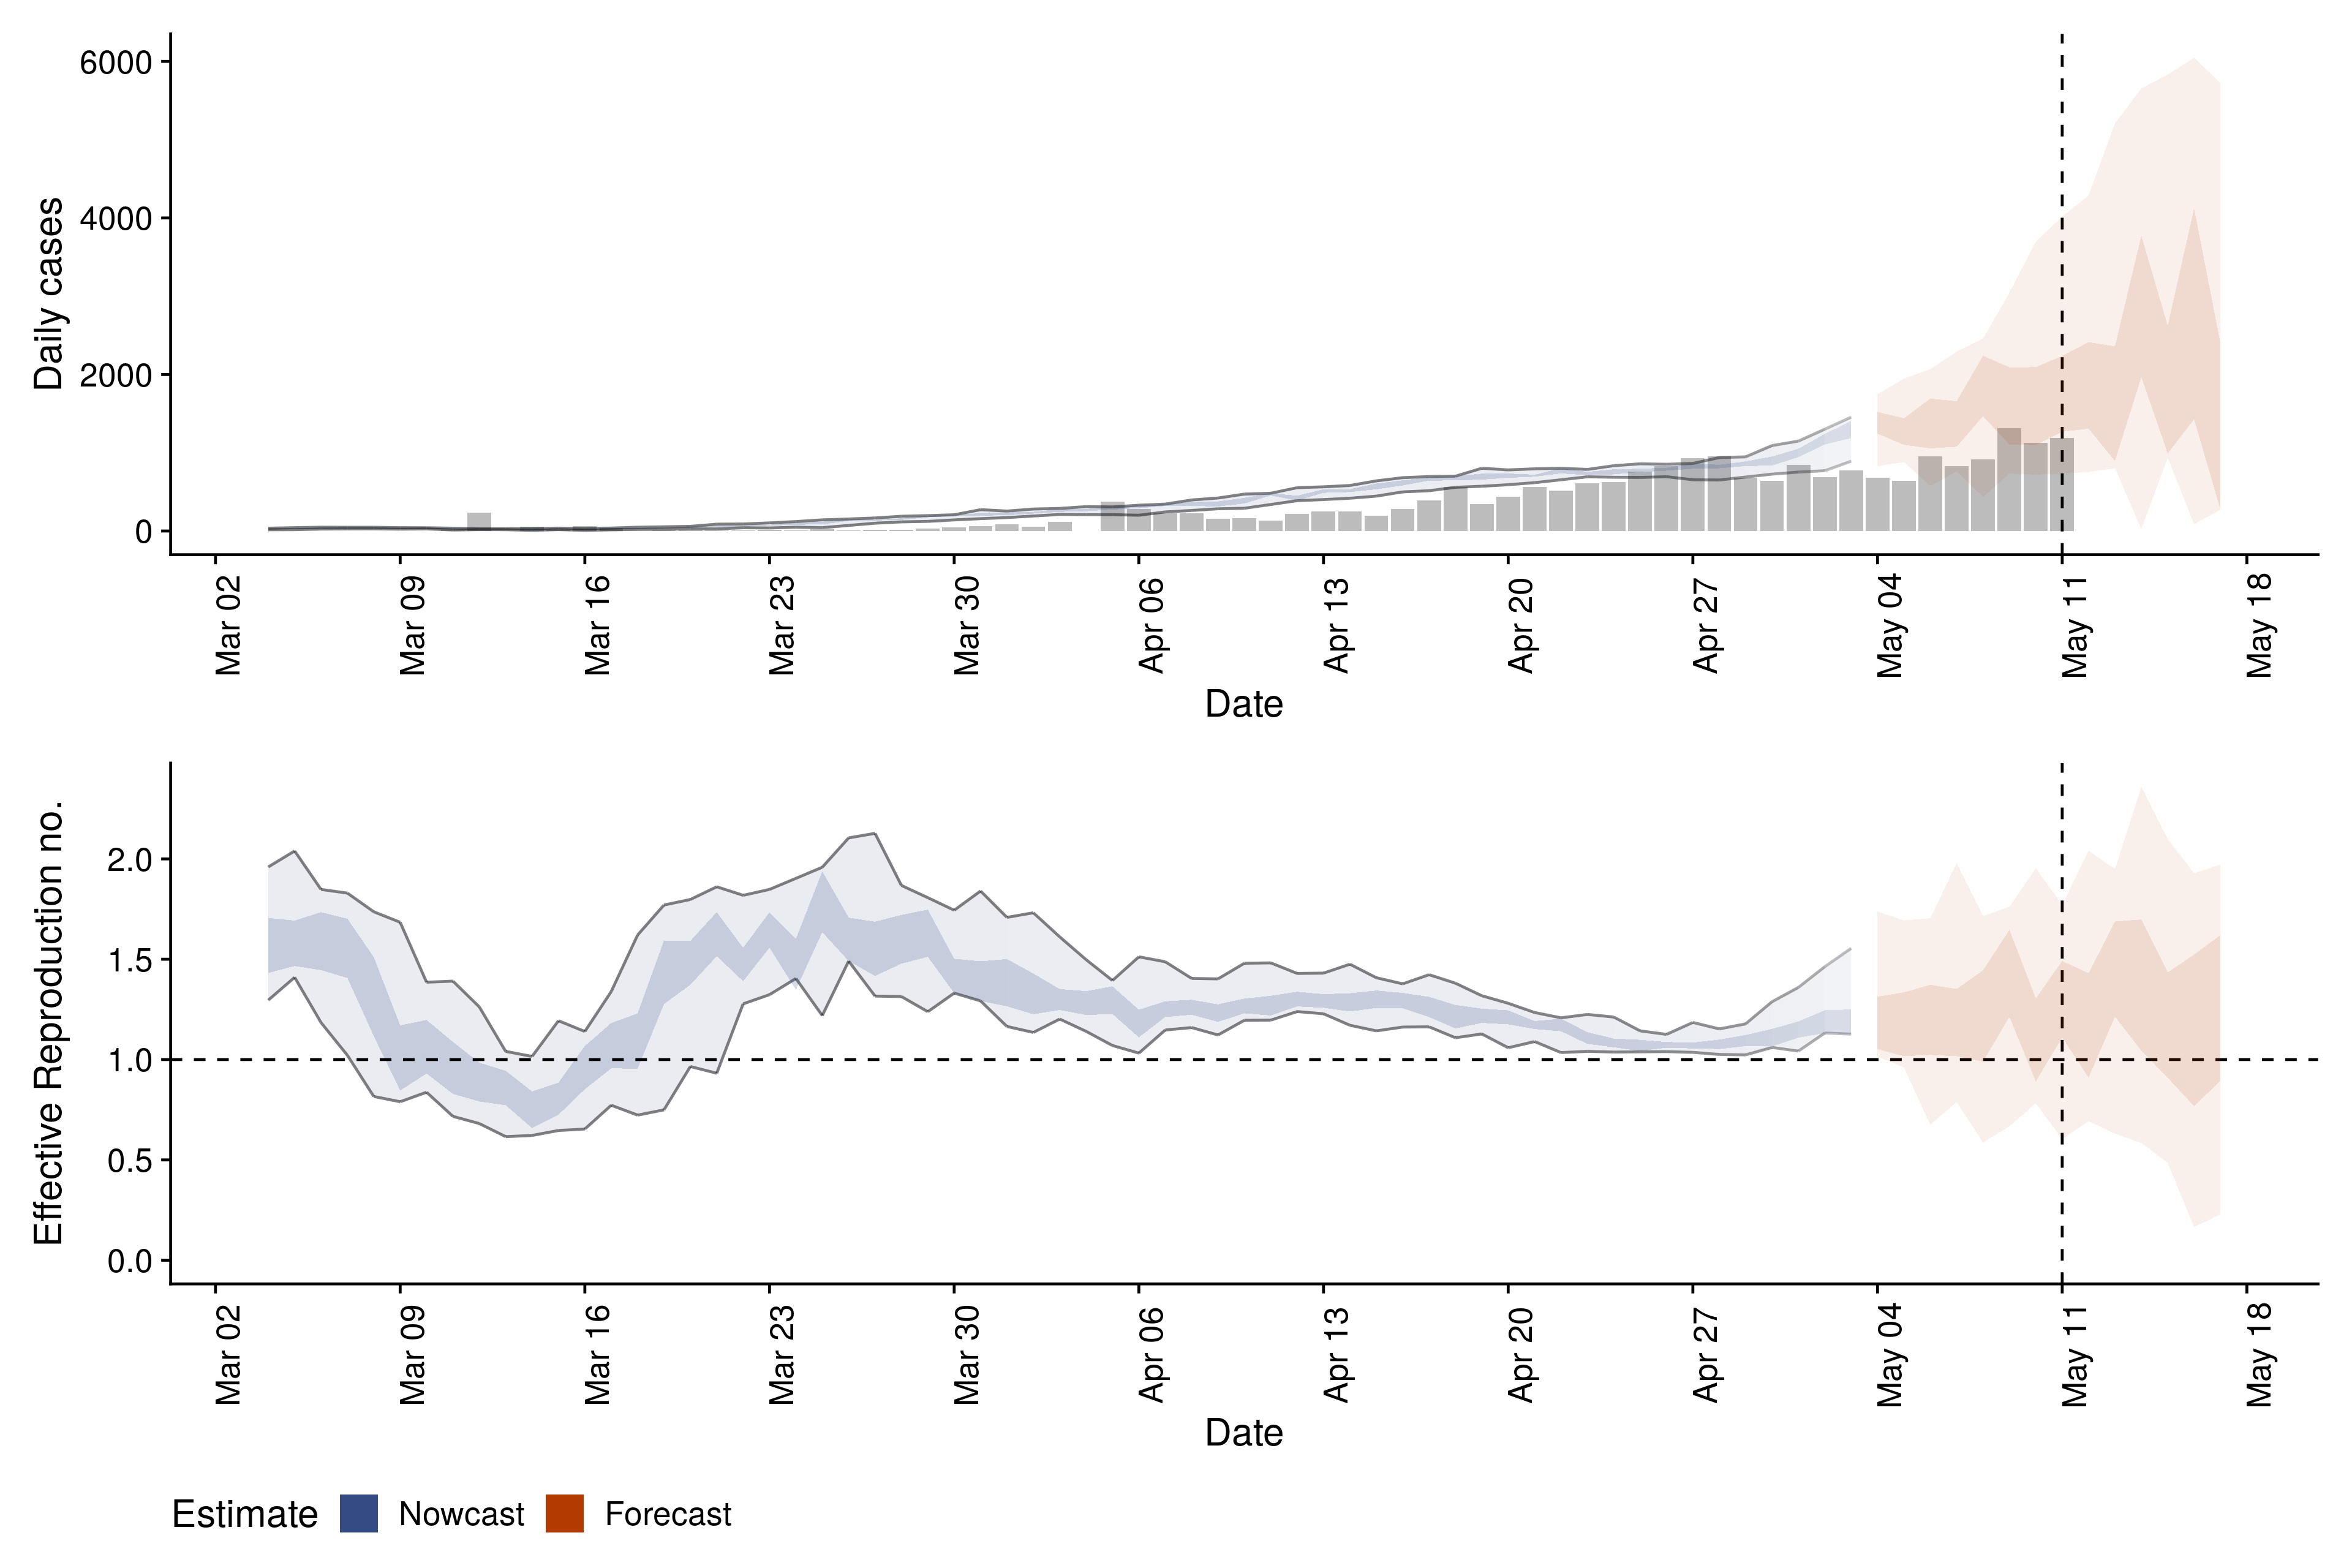 Daily cases
6000
4000
2000
0
Mar 02
Mar 09
Mar 16
Mar 23
Mar 30
Apr 06
Apr 13
Apr 20
Apr 27
May 04
May 11
May 18
Date
Effective Reproduction no.
2.0
1.5
1.0
0.5
0.0
Mar 02
Mar 09
Mar 16
Mar 23
Mar 30
Apr 06
Apr 13
Apr 20
Apr 27
May 04
May 11
May 18
Date
Estimate Nowcast Forecast